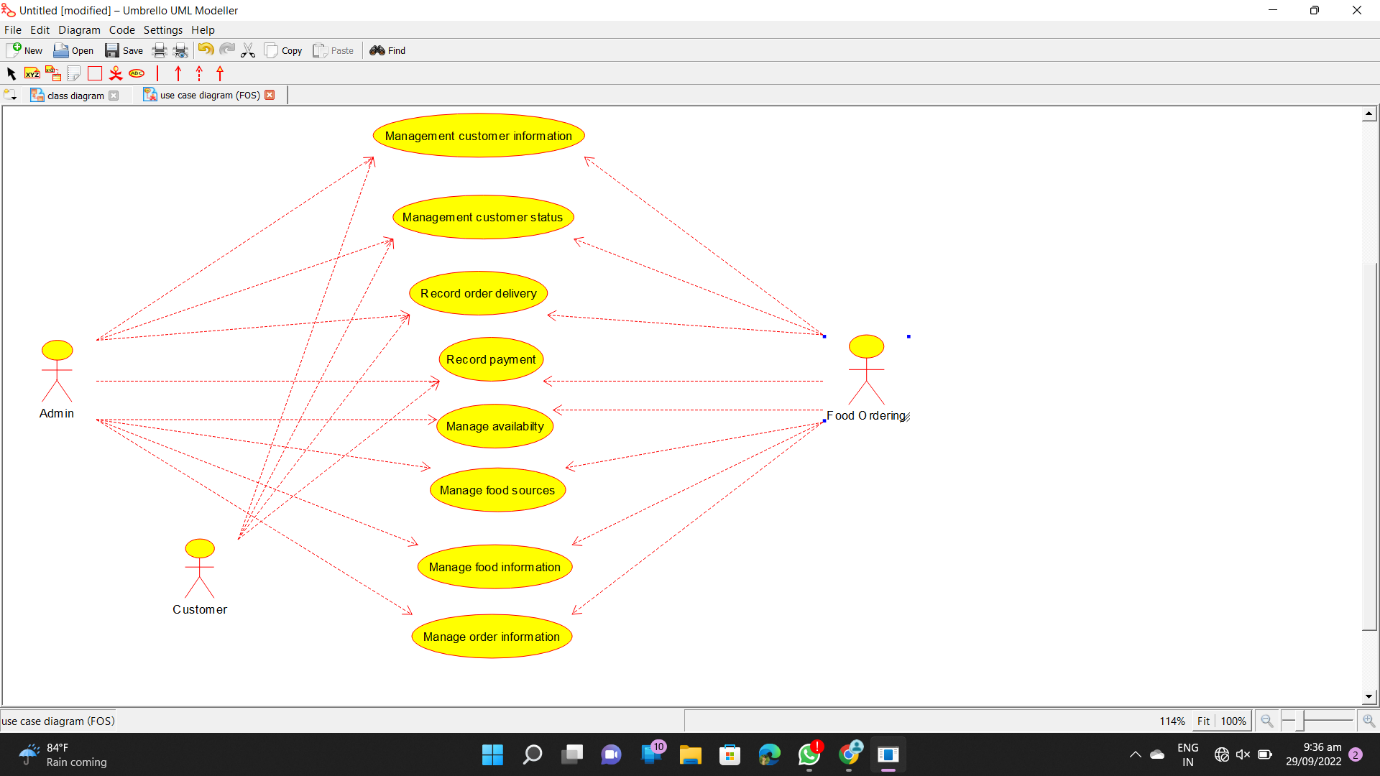 Untitled [modified] – Umbrello UML Modeller
File Edit Diagram Code Settings Help
New Open Save Copy Paste Find
XYZ ABC
class diagram use case diagram (FOS)
Management customer information
Management customer status
Record order delivery
Record payment
Admin
Food Ordering
Manage availabilty
Manage food sources
Manage food information
Customer
Manage order information
use case diagram (FOS) 114% Fit 100%
84°F
Rain coming
10
!
ENG
IN
9:36 am
29/09/2022
2